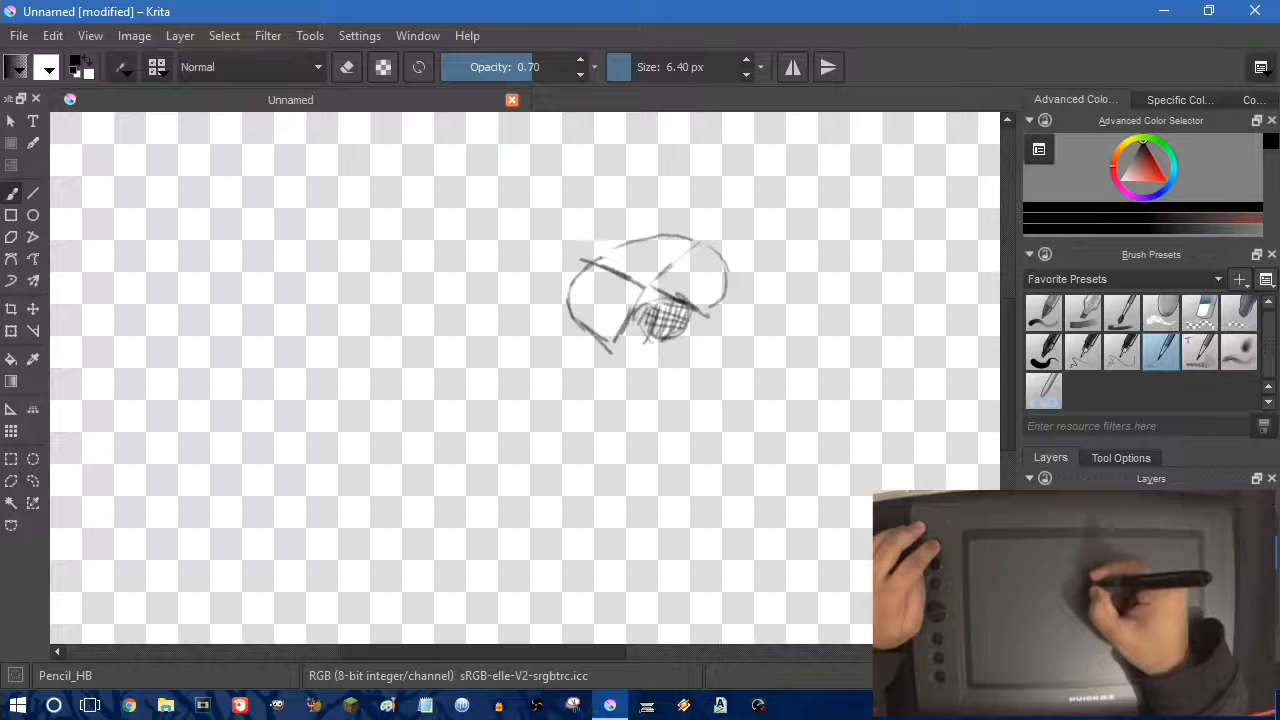 Unnamed [modified] – Krita
File Edit View Image Layer Select Filter Tools Settings Window Help
Normal Opacity: 0.70 Size: 6.40 px
Unnamed
Advanced Colo... Specific Col... Co...
Advanced Color Selector
Brush Presets
Favorite Presets
Enter resource filters here
Layers Tool Options
Layers
HUION
Pencil_HB RGB (8-bit integer/channel) sRGB-elle-V2-srgbtrc.icc